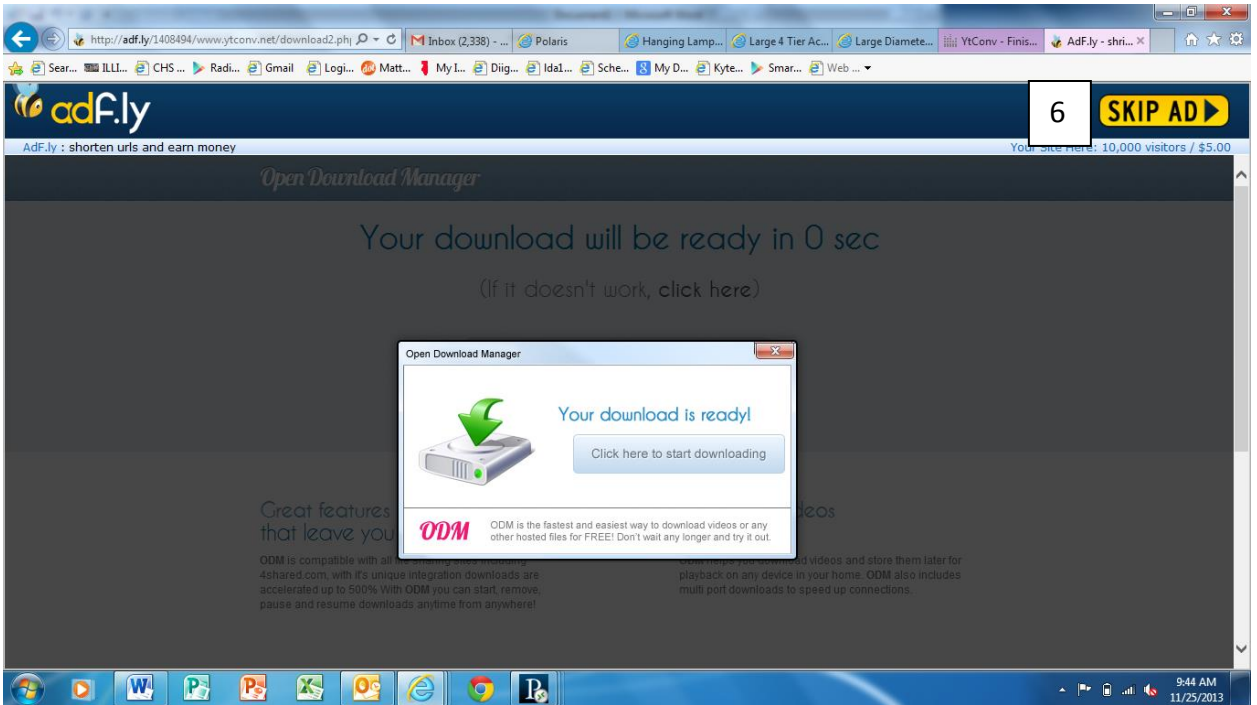 http://adf.ly/1408494/www.ytconv.net/download2.ph
Inbox (2,338) - ...
Polaris
Hanging Lamp...
Large 4 Tier Ac...
Large Diamete...
YtConv - Finis...
AdF.ly - shri...
Sear...
ILLI...
CHS ...
Radi...
Gmail
Logi...
Matt...
My I...
Diig...
Ida1...
Sche...
My D...
Kyte...
Smar...
Web ...
adf.ly
6
SKIP AD
AdF.ly : shorten urls and earn money
Your Site Here: 10,000 visitors / $5.00
Open Download Manager
Your download will be ready in 0 sec
(If it doesn't work, click here)
Open Download Manager
Your download is ready!
Click here to start downloading
ODM
ODM is the fastest and easiest way to download videos or any
other hosted files for FREE! Don't wait any longer and try it out.
Great features
that leave you
ODM is compatible with all
4shared.com, with it's unique integration downloads are
accelerated up to 500% With ODM you can start, remove,
pause and resume downloads anytime from anywhere!
deos
ODM helps you download videos and store them later for
playback on any device in your home. ODM also includes
multi port downloads to speed up connections.
9:44 AM
11/25/2013